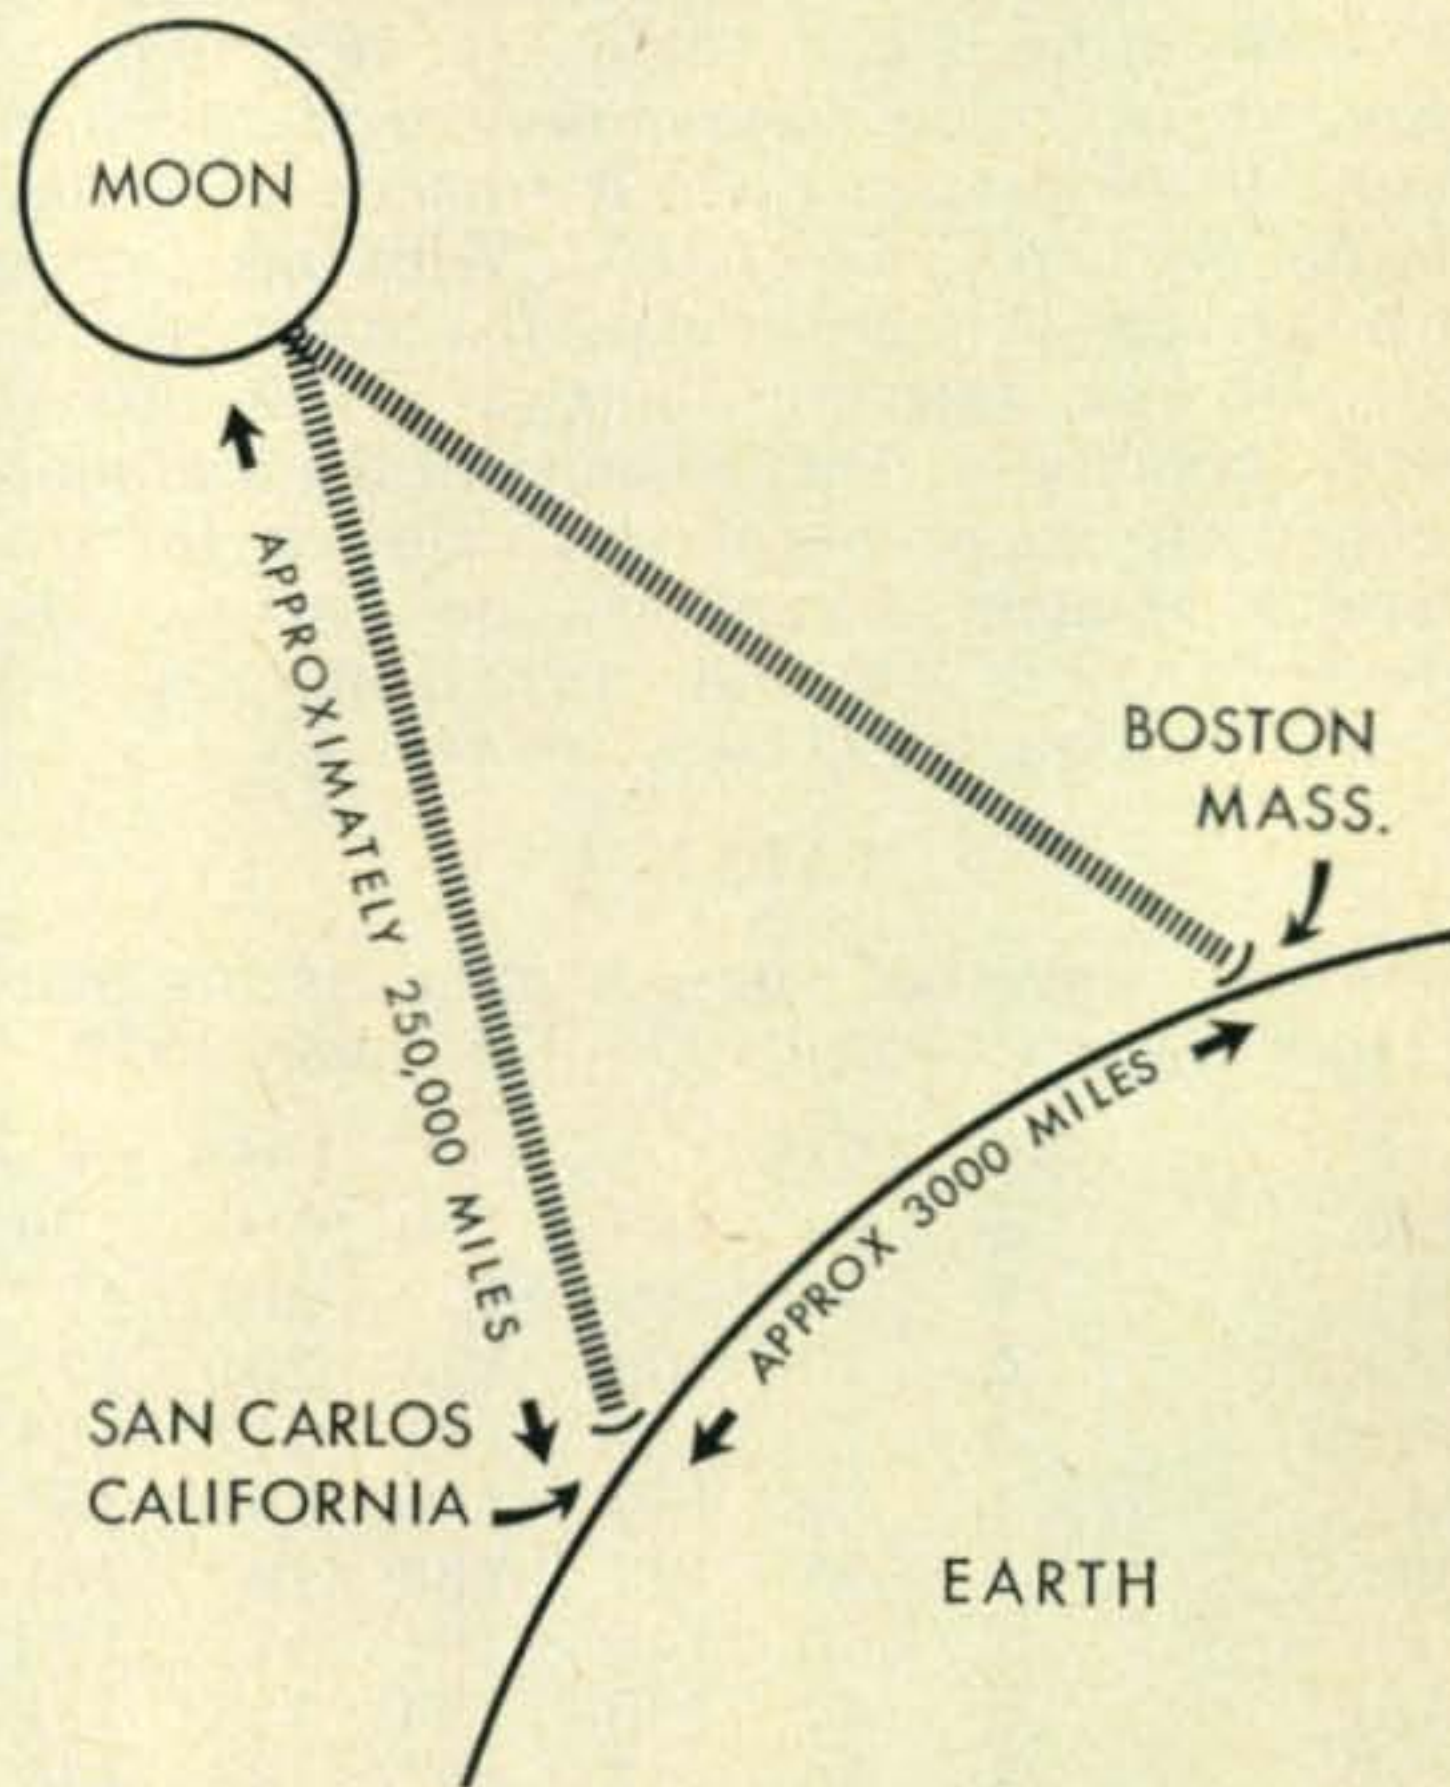 MOON
APPROXIMATELY 250,000 MILES
BOSTON
MASS.
APPROX 3000 MILES
SAN CARLOS
CALIFORNIA
EARTH